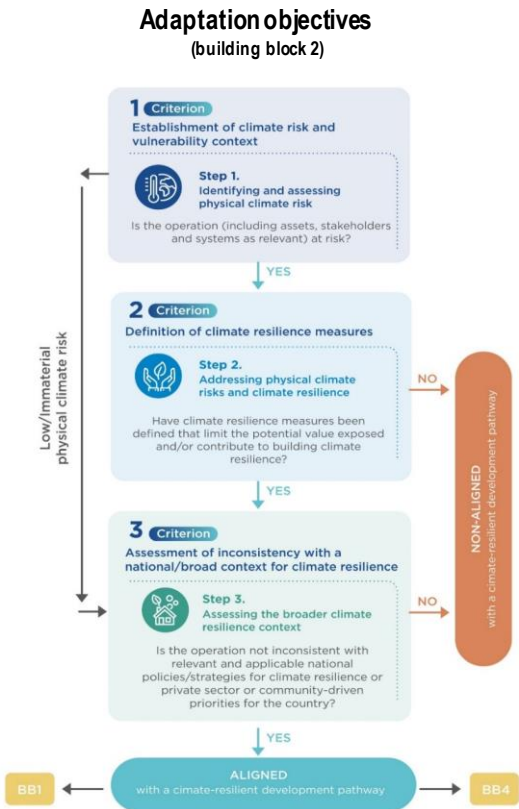 Adaptation objectives
(building block 2)
1 Criterion
Establishment of climate risk and
vulnerability context
Step 1.
Identifying and assessing
physical climate risk
Is the operation (including assets, stakeholders
and systems as relevant) at risk?
YES
Low/Immaterial
physical climate risk
2 Criterion
Definition of climate resilience measures
Step 2.
Addressing physical climate
risks and climate resilience
Have climate resilience measures been
defined that limit the potential value exposed
and/or contribute to building climate
resilience?
NO
YES
NON-ALIGNED
with a cimate-resilient development pathway
3 Criterion
Assessment of inconsistency with a
national/broad context for climate resilience
Step 3.
Assessing the broader climate
resilience context
Is the operation not inconsistent with
relevant and applicable national
policies/strategies for climate resilience or
private sector or community-driven
priorities for the country?
NO
YES
BB1
ALIGNED
with a cimate-resilient development pathway
BB4